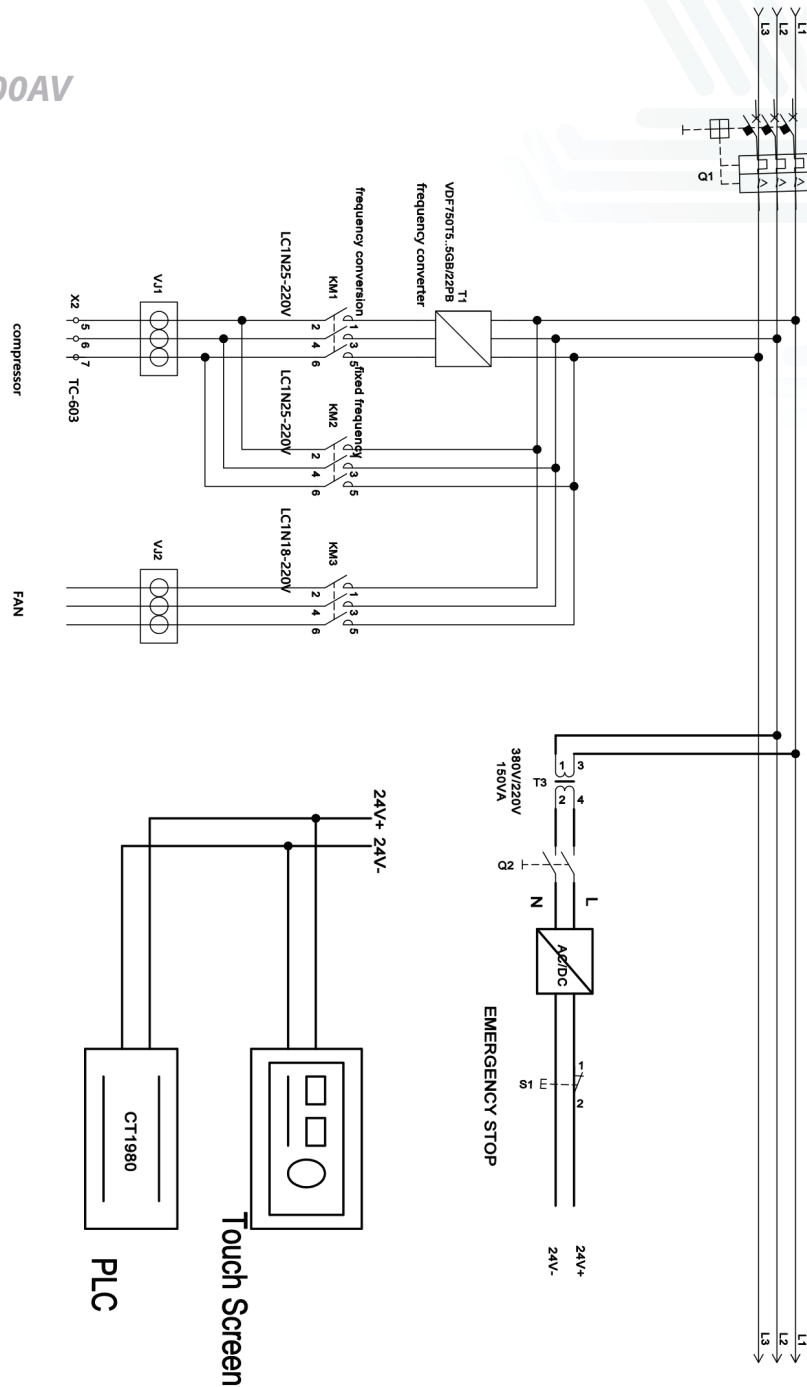 00AV
L1
L2
L3
L1
L2
L3
Q1
T1
VDF750T5..5GB/22PB
frequency converter
frequency conversion
KM1
1 3 5
2 4 6
LC1N25-220V
fixed frequency
KM2
1 3 5
2 4 6
LC1N25-220V
KM3
1 3 5
2 4 6
LC1N18-220V
VJ1
VJ2
X2
5 6 7
TC-603
compressor
FAN
T3
1 3
2 4
380V/220V
150VA
Q2
L
N
AC/DC
S1
1
2
EMERGENCY STOP
24V+
24V-
24V+
24V-
Touch Screen
CT1980
PLC